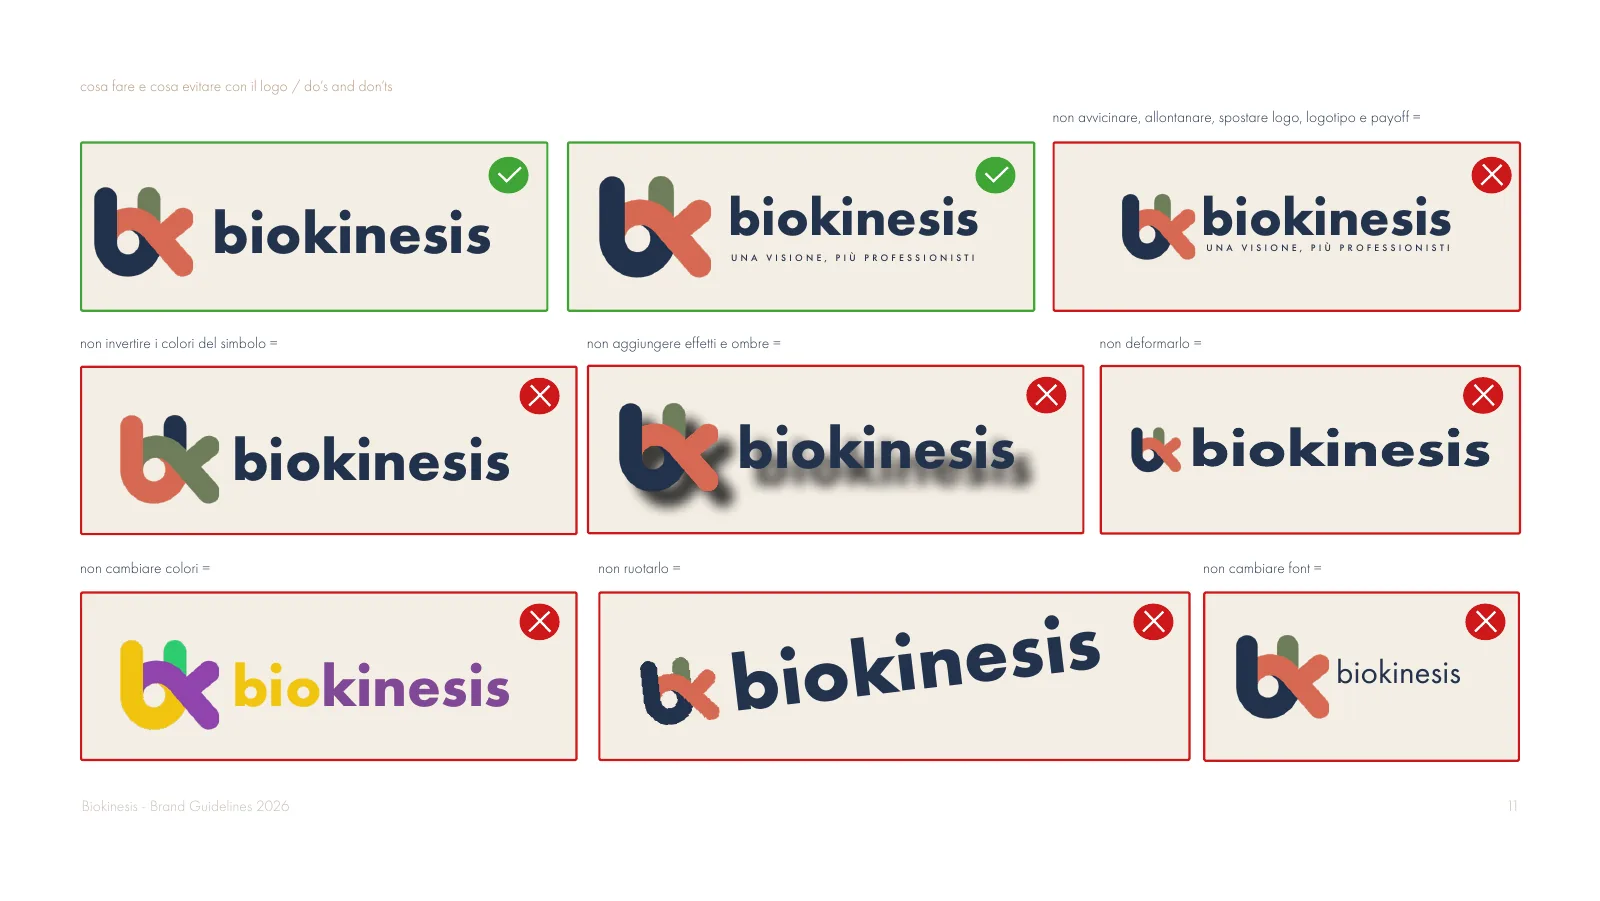 cosa fare e cosa evitare con il logo / do's and don'ts
non avvicinare, allontanare, spostare logo, logotipo e payoff =
biokinesis
biokinesis
UNA VISIONE, PIÙ PROFESSIONISTI
biokinesis
UNA VISIONE, PIÙ PROFESSIONISTI
non invertire i colori del simbolo =
non aggiungere effetti e ombre =
non deformarlo =
biokinesis
biokinesis
biokinesis
non cambiare colori =
non ruotarlo =
non cambiare font =
biokinesis
biokinesis
biokinesis
Biokinesis - Brand Guidelines 2026
11